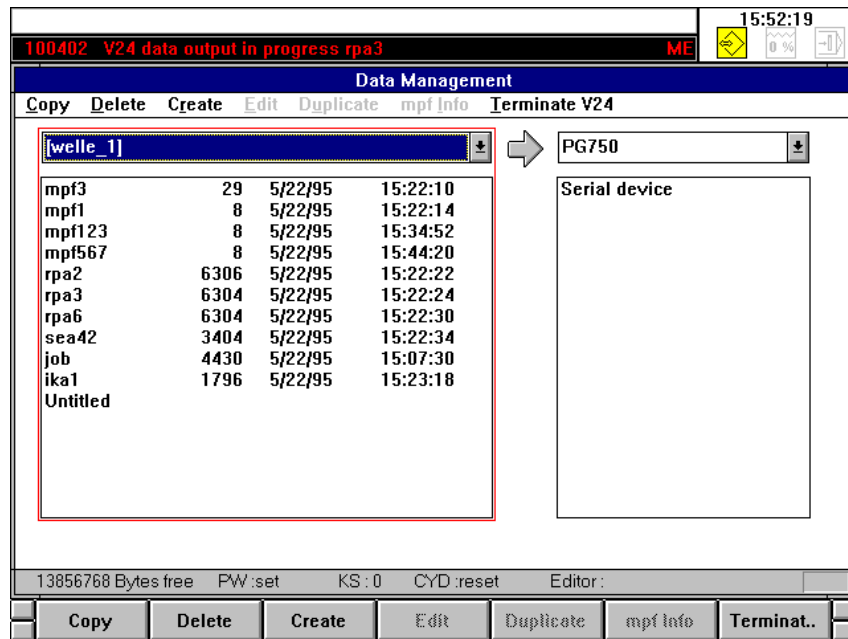 15:52:19
100402 V24 data output in progress rpa3 ME
0 %
Data Management
Copy Delete Create Edit Duplicate mpf Info Terminate V24
[welle_1] PG750
mpf3 29 5/22/95 15:22:10 Serial device
mpf1 8 5/22/95 15:22:14
mpf123 8 5/22/95 15:34:52
mpf567 8 5/22/95 15:44:20
rpa2 6306 5/22/95 15:22:22
rpa3 6304 5/22/95 15:22:24
rpa6 6304 5/22/95 15:22:30
sea42 3404 5/22/95 15:22:34
job 4430 5/22/95 15:07:30
ika1 1796 5/22/95 15:23:18
Untitled
13856768 Bytes free PW :set KS : 0 CYD :reset Editor :
Copy Delete Create Edit Duplicate mpf Info Terminat..